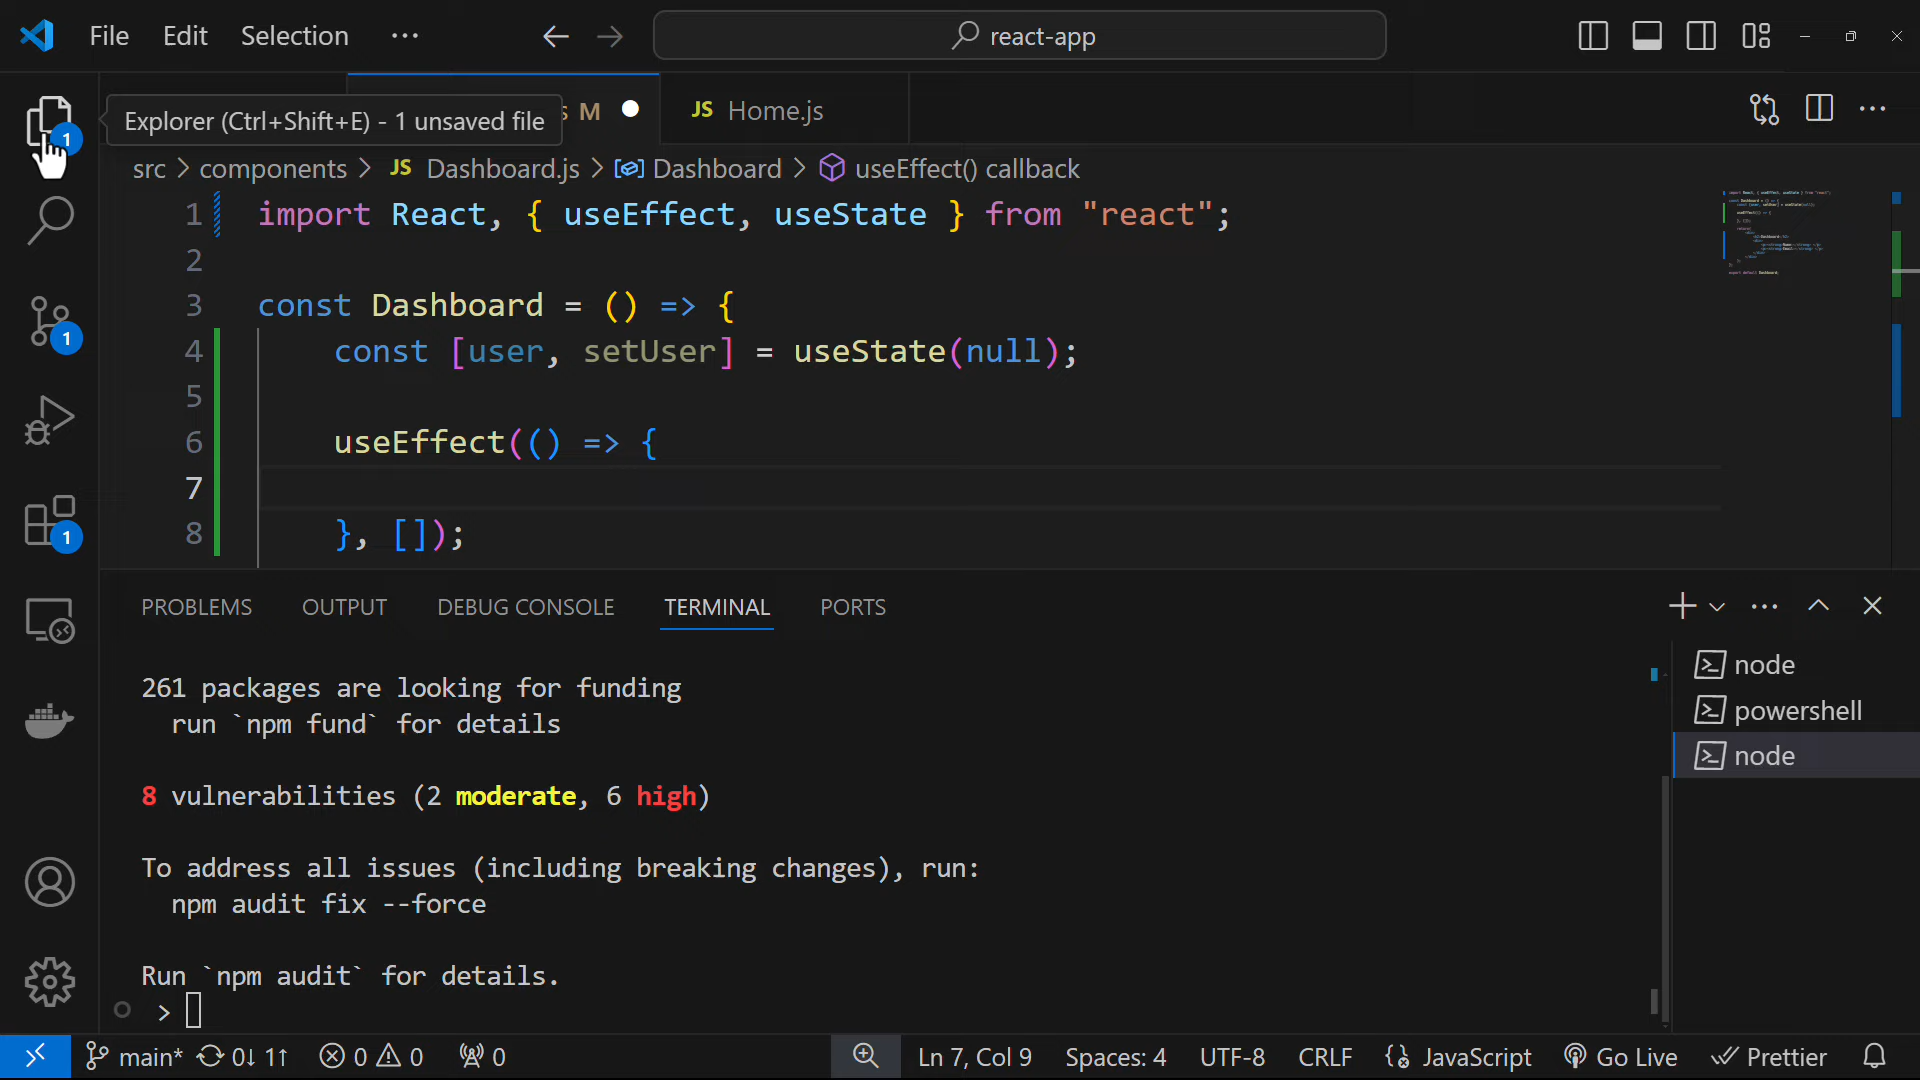 File Edit Selection ···
react-app
Explorer (Ctrl+Shift+E) - 1 unsaved file
s M
JS Home.js
src > components > JS Dashboard.js > Dashboard > useEffect() callback
1 import React, { useEffect, useState } from "react";
2
3 const Dashboard = () => {
4 const [user, setUser] = useState(null);
5
6 useEffect(() => {
7
8 }, []);
1
1
1
PROBLEMS OUTPUT DEBUG CONSOLE TERMINAL PORTS
261 packages are looking for funding
run `npm fund` for details
8 vulnerabilities (2 moderate, 6 high)
To address all issues (including breaking changes), run:
npm audit fix --force
Run `npm audit` for details.
>
node
powershell
node
main* 0↓ 1↑ 0 0 0 Ln 7, Col 9 Spaces: 4 UTF-8 CRLF JavaScript Go Live Prettier